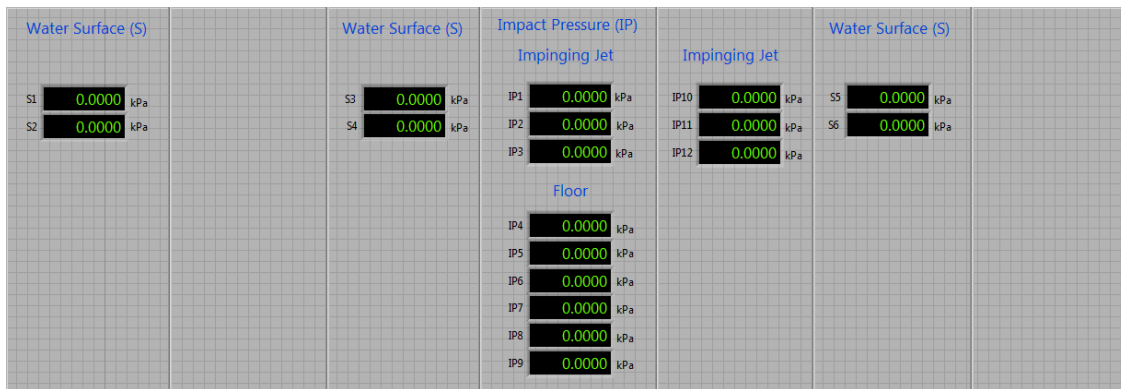 Water Surface (S)
S1 0.0000 kPa
S2 0.0000 kPa
Water Surface (S)
S3 0.0000 kPa
S4 0.0000 kPa
Impact Pressure (IP)
Impinging Jet
IP1 0.0000 kPa
IP2 0.0000 kPa
IP3 0.0000 kPa
Floor
IP4 0.0000 kPa
IP5 0.0000 kPa
IP6 0.0000 kPa
IP7 0.0000 kPa
IP8 0.0000 kPa
IP9 0.0000 kPa
Impinging Jet
IP10 0.0000 kPa
IP11 0.0000 kPa
IP12 0.0000 kPa
Water Surface (S)
S5 0.0000 kPa
S6 0.0000 kPa